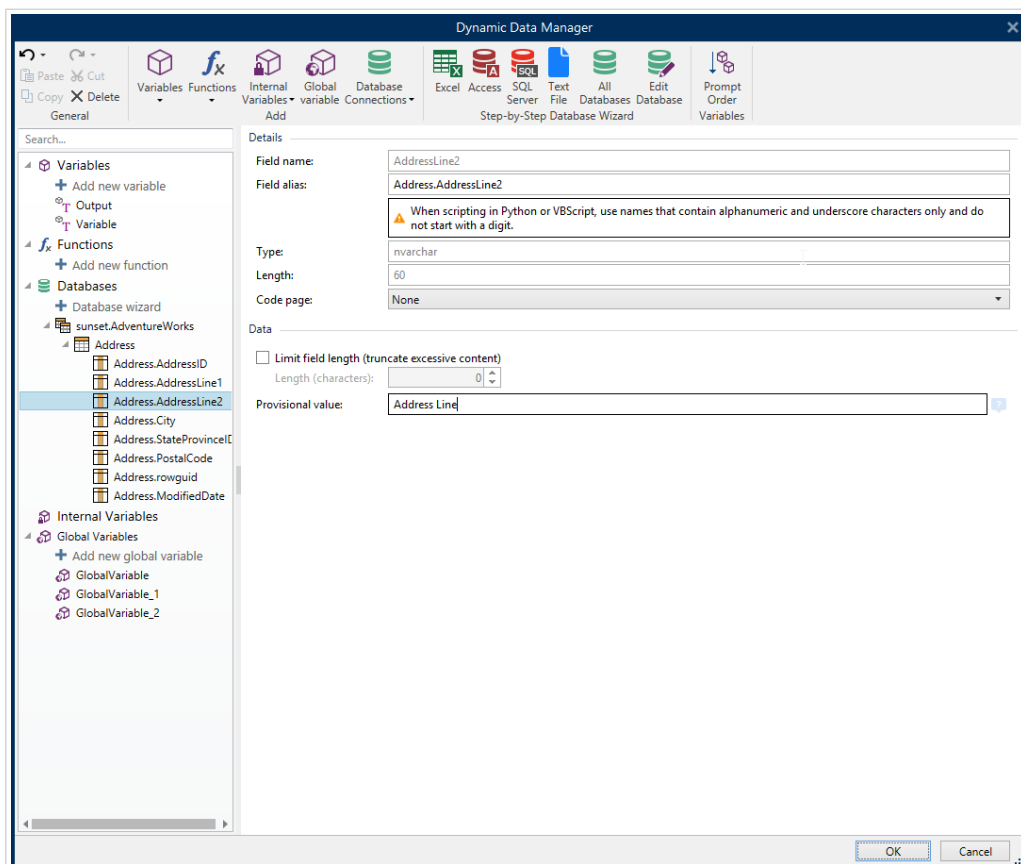 Dynamic Data Manager
Paste Cut
Copy Delete
General
Variables
Functions
Internal Variables
Global variable
Database Connections
Add
Excel
Access
SQL Server
Text File
All Databases
Edit Database
Step-by-Step Database Wizard
Prompt Order
Variables
Search...
Variables
Add new variable
Output
Variable
Functions
Add new function
Databases
Database wizard
sunset.AdventureWorks
Address
Address.AddressID
Address.AddressLine1
Address.AddressLine2
Address.City
Address.StateProvinceID
Address.PostalCode
Address.rowguid
Address.ModifiedDate
Internal Variables
Global Variables
Add new global variable
GlobalVariable
GlobalVariable_1
GlobalVariable_2
Details
Field name: AddressLine2
Field alias: Address.AddressLine2
When scripting in Python or VBScript, use names that contain alphanumeric and underscore characters only and do
not start with a digit.
Type: nvarchar
Length: 60
Code page: None
Data
Limit field length (truncate excessive content)
Length (characters): 0
Provisional value: Address Line
OK Cancel